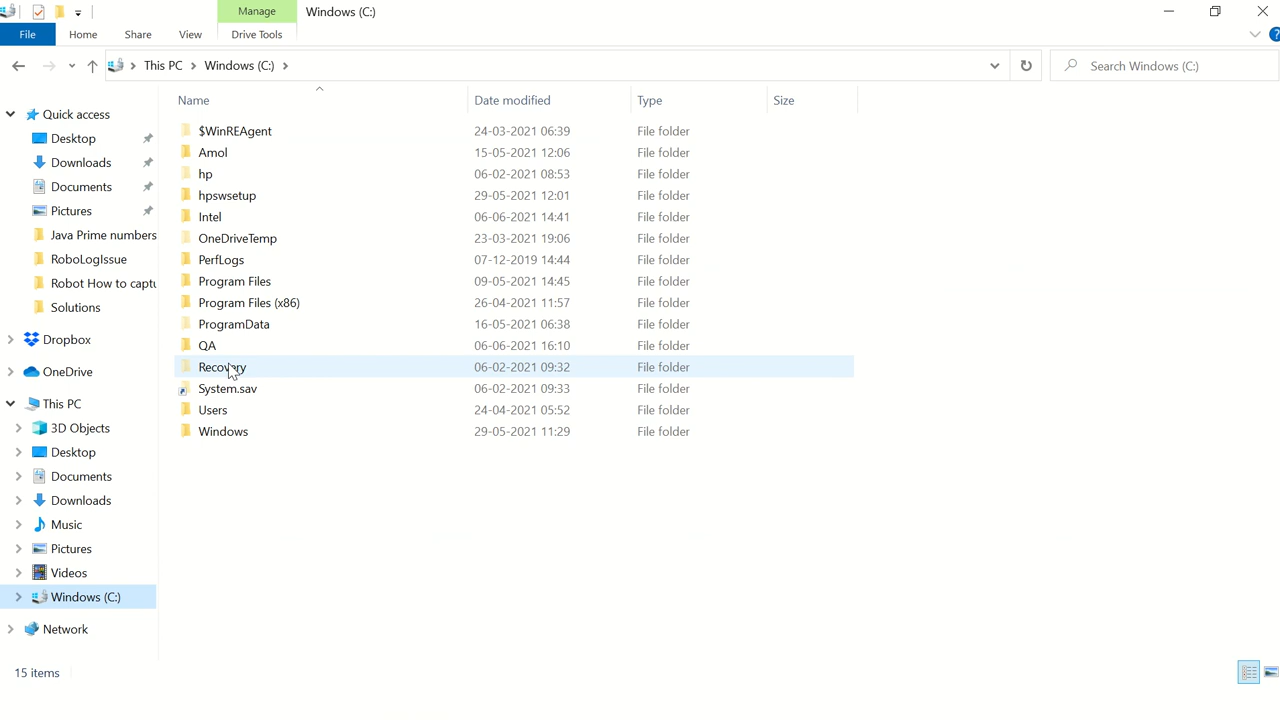 Manage
Windows (C:)
File
Home
Share
View
Drive Tools
This PC
Windows (C:)
Search Windows (C:)
Name
Date modified
Type
Size
Quick access
Desktop
Downloads
Documents
Pictures
Java Prime numbers
RoboLogIssue
Robot How to captu
Solutions
Dropbox
OneDrive
This PC
3D Objects
Desktop
Documents
Downloads
Music
Pictures
Videos
Windows (C:)
Network
$WinREAgent 24-03-2021 06:39 File folder
Amol 15-05-2021 12:06 File folder
hp 06-02-2021 08:53 File folder
hpswsetup 29-05-2021 12:01 File folder
Intel 06-06-2021 14:41 File folder
OneDriveTemp 23-03-2021 19:06 File folder
PerfLogs 07-12-2019 14:44 File folder
Program Files 09-05-2021 14:45 File folder
Program Files (x86) 26-04-2021 11:57 File folder
ProgramData 16-05-2021 06:38 File folder
QA 06-06-2021 16:10 File folder
Recovery 06-02-2021 09:32 File folder
System.sav 06-02-2021 09:33 File folder
Users 24-04-2021 05:52 File folder
Windows 29-05-2021 11:29 File folder
15 items